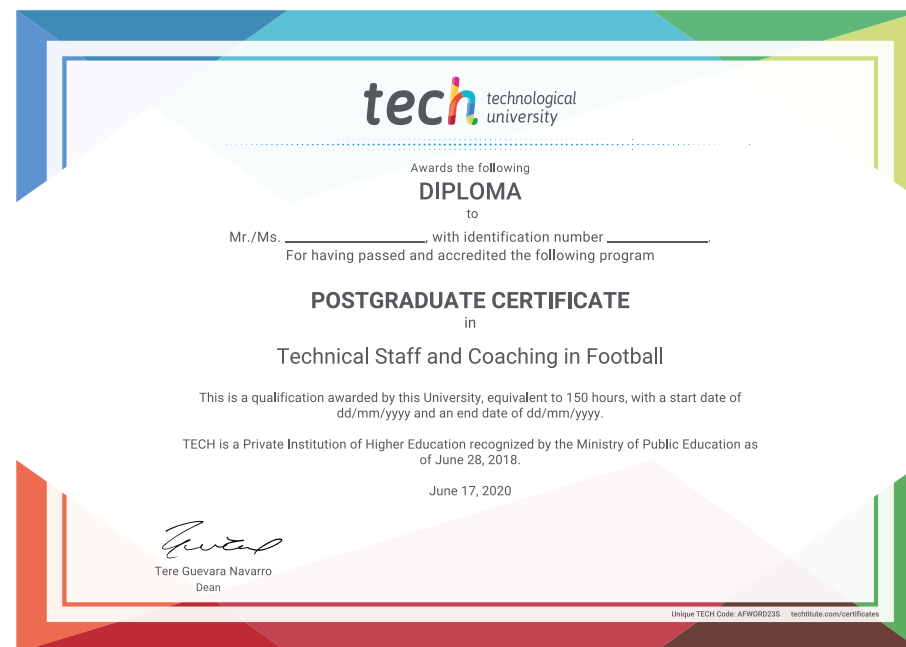 tech technological
university
Awards the following
DIPLOMA
to
Mr./Ms. ____________________, with identification number ______________.
For having passed and accredited the following program
POSTGRADUATE CERTIFICATE
in
Technical Staff and Coaching in Football
This is a qualification awarded by this University, equivalent to 150 hours, with a start date of
dd/mm/yyyy and an end date of dd/mm/yyyy.
TECH is a Private Institution of Higher Education recognized by the Ministry of Public Education as
of June 28, 2018.
June 17, 2020
Tere Guevara Navarro
Dean
Unique TECH Code: AFWORD23S techtitute.com/certificates